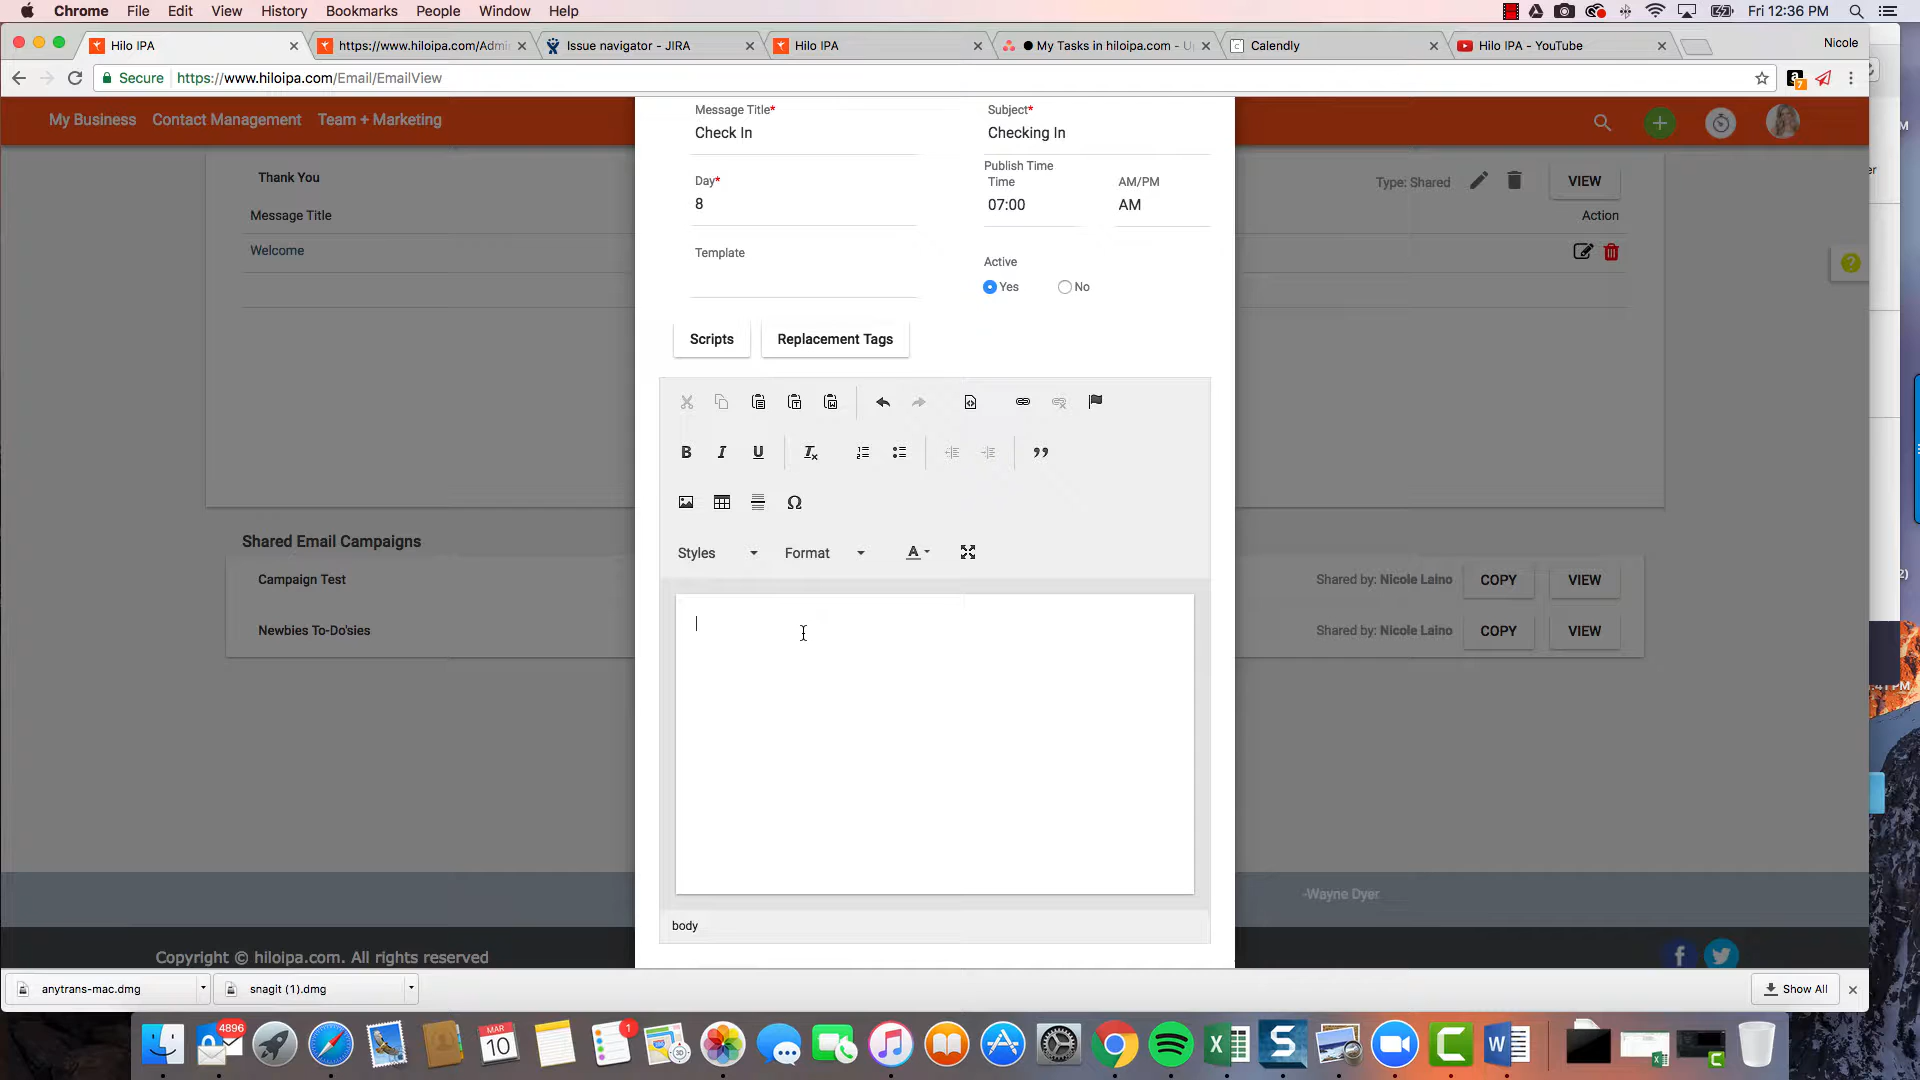 Chrome File Edit View History Bookmarks People Window Help
Fri 12:36 PM
Hilo IPA
https://www.hiloipa.com/Admi
Issue navigator - JIRA
Hilo IPA
My Tasks in hiloipa.com - U
Calendly
Hilo IPA - YouTube
Nicole
Secure https://www.hiloipa.com/Email/EmailView
7
My Business Contact Management Team + Marketing
Message Title*
Check In
Subject*
Checking In
Publish Time
Day*
8
Time
07:00
AM/PM
AM
Template
Active
Yes
No
Scripts
Replacement Tags
Thank You
Type: Shared
VIEW
Message Title
Action
Welcome
Styles
Format
body
Shared Email Campaigns
Campaign Test
Shared by: Nicole Laino
COPY
VIEW
Newbies To-Do'sies
Shared by: Nicole Laino
COPY
VIEW
-Wayne Dyer
Copyright © hiloipa.com. All rights reserved
anytrans-mac.dmg
snagit (1).dmg
Show All
4896
MAR
10
1